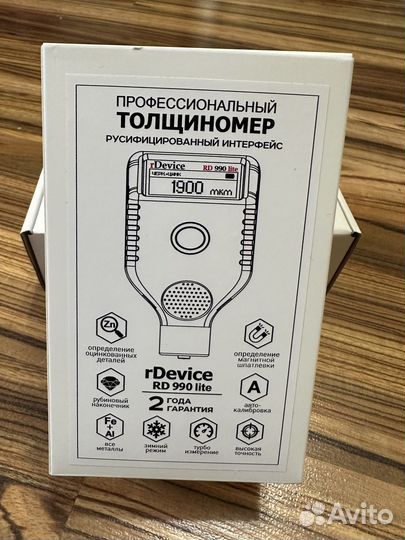 ПРОФЕССИОНАЛЬНЫЙ
ТОЛЩИНОМЕР
РУСИФИЦИРОВАННЫЙ ИНТЕРФЕЙС
rDevice RD 990 lite
ЧЕРН.+ЦИНК
1900 мкм
Zn
определение
оцинкованных
деталей
определение
магнитной
шпатлевки
rDevice
RD 990 lite
2 ГОДА
ГАРАНТИЯ
рубиновый
наконечник
A
авто-
калибровка
Fe
+
Al
все
металлы
зимний
режим
турбо
измерение
высокая
точность
Avito